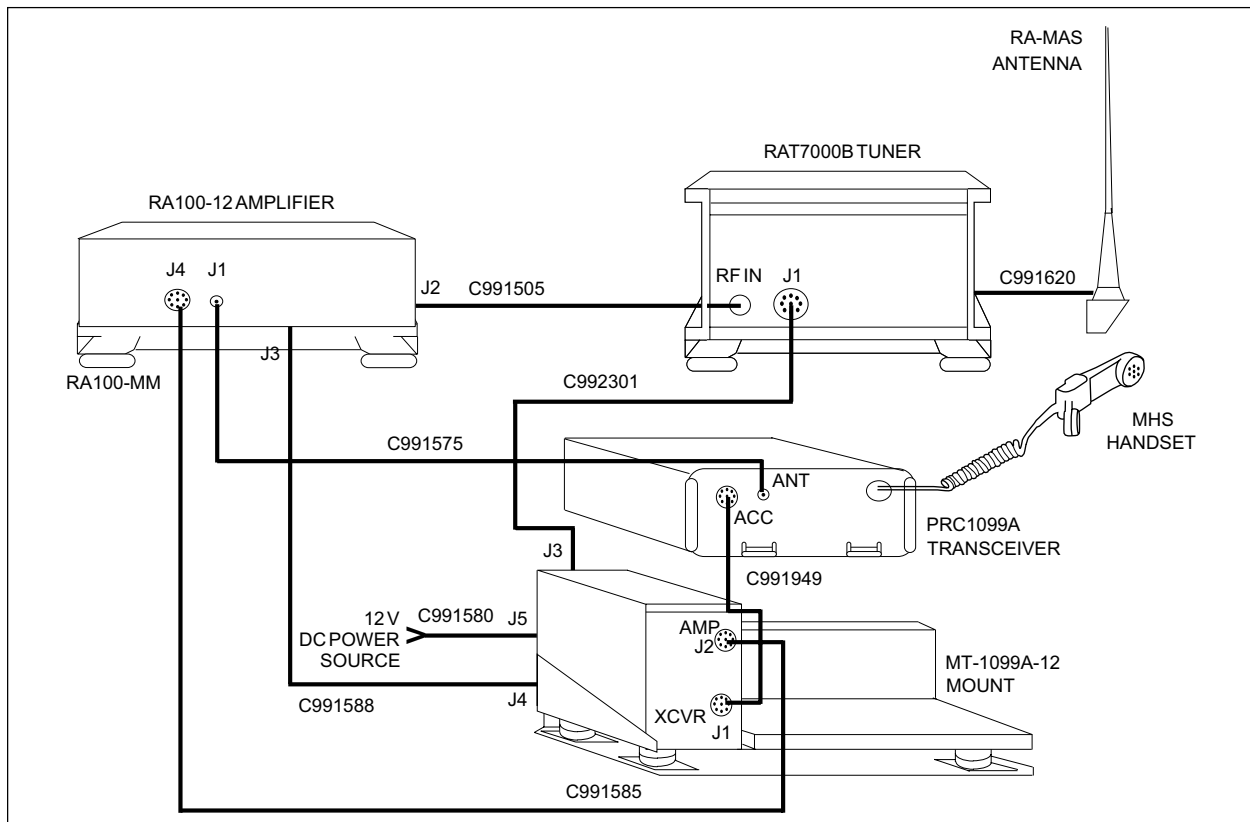 RA-MAS
ANTENNA
RAT7000B TUNER
RA100-12 AMPLIFIER
J4
J1
J2
C991505
RF IN
J1
C991620
J3
RA100-MM
C992301
MHS
HANDSET
C991575
ANT
ACC
PRC1099A
TRANSCEIVER
J3
C991949
12 V
DC POWER
SOURCE
C991580
J5
AMP
J2
MT-1099A-12
MOUNT
C991588
J4
XCVR
J1
C991585